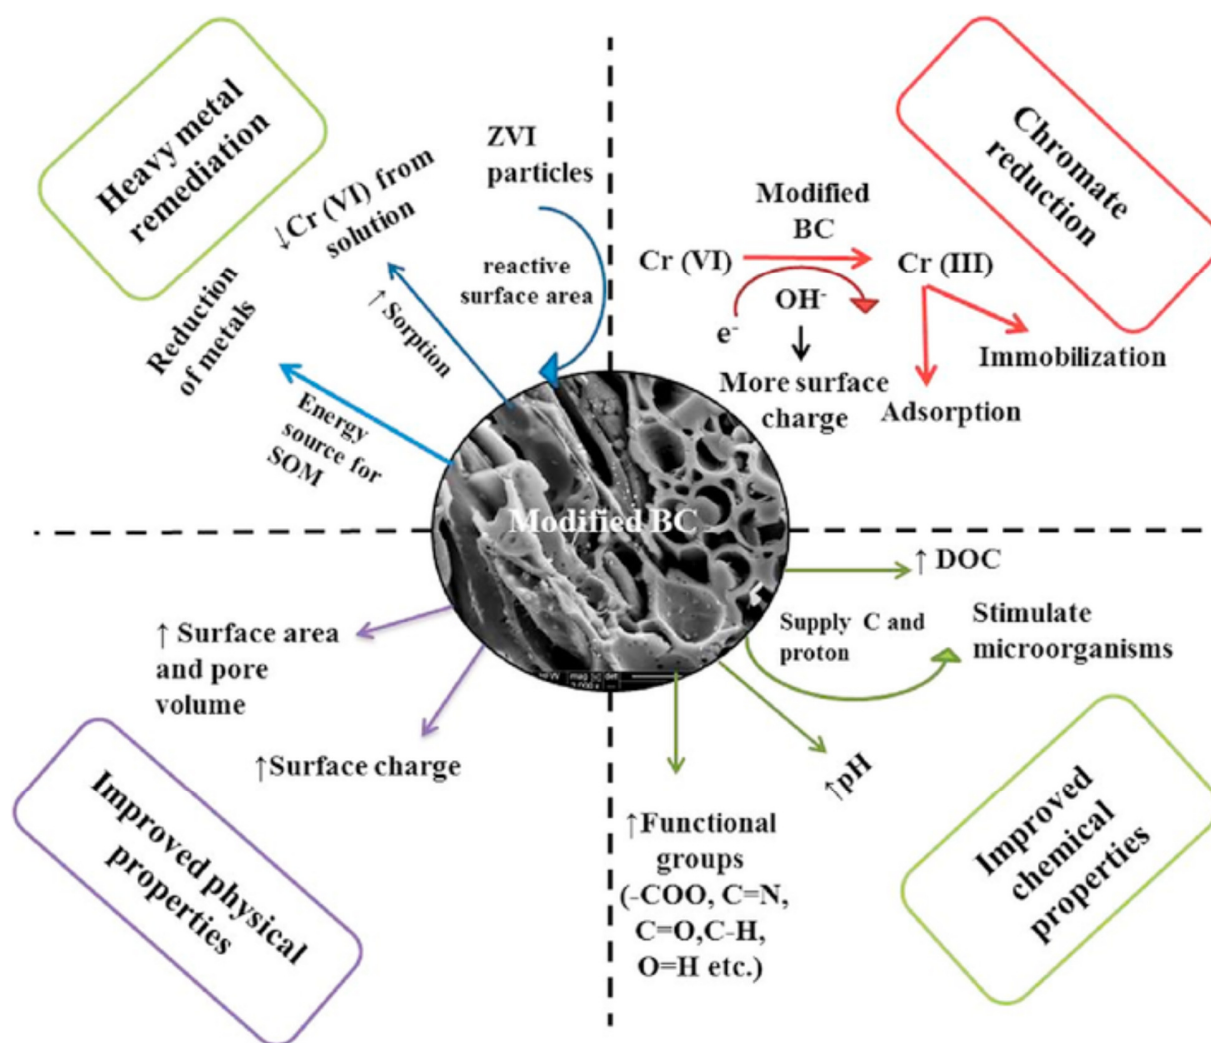 Heavy metal
remediation
↓Cr (VI) from
solution
ZVI
particles
reactive
surface area
↑ Sorption
Reduction
of metals
Energy
source for
SOM
Chromate
reduction
Modified
BC
Cr (VI)
Cr (III)
OH-
e-
More surface
charge
Adsorption
Immobilization
Modified BC
↑ Surface area
and pore
volume
↑Surface charge
Improved physical
properties
↑ DOC
Supply C and
proton
Stimulate
microorganisms
↑pH
↑Functional
groups
(-COO, C=N,
C=O,C-H,
O=H etc.)
Improved
chemical
properties
mag
det